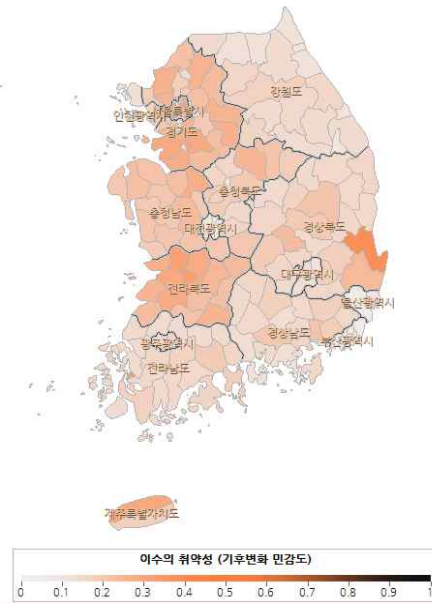 강원도
인천광역시
서울특별시
경기도
충청북도
충청남도
경상북도
대전광역시
대구광역시
전라북도
울산광역시
경상남도
부산광역시
광주광역시
전라남도
제주특별자치도
이수의 취약성 (기후변화 민감도)
0 0.1 0.2 0.3 0.4 0.5 0.6 0.7 0.8 0.9 1